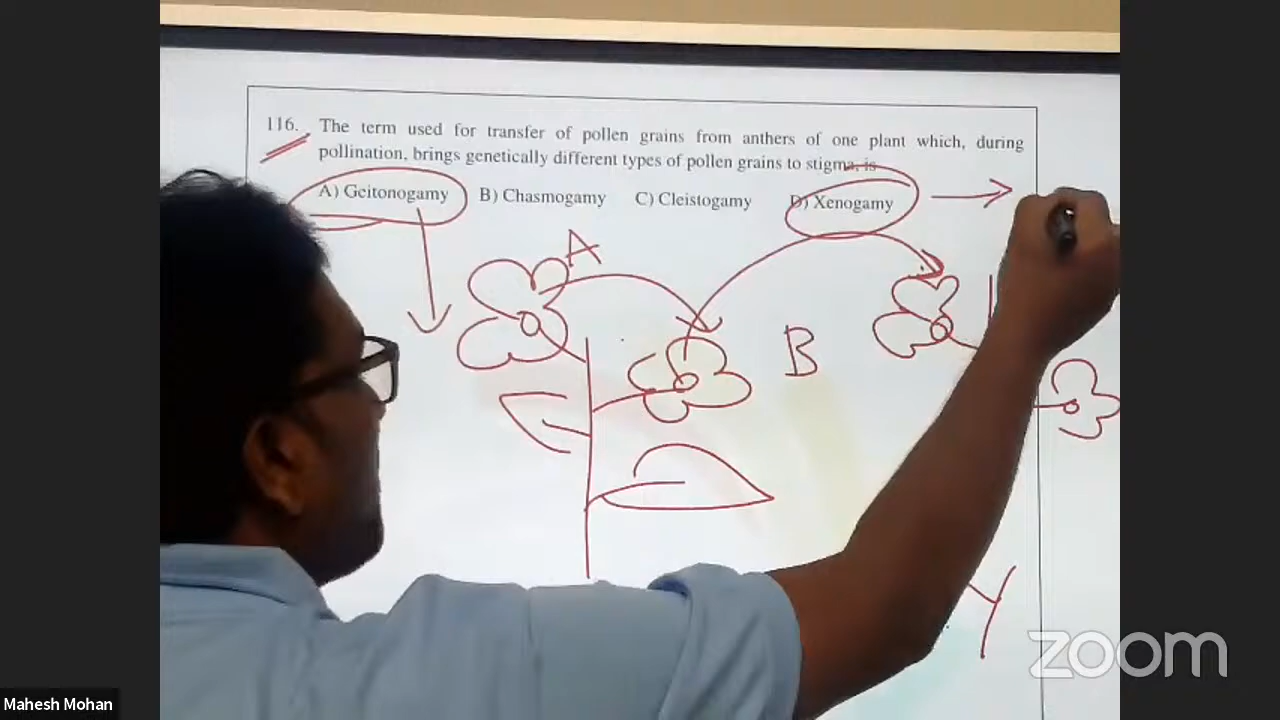 116. The term used for transfer of pollen grains from anthers of one plant which, during
pollination, brings genetically different types of pollen grains to stigma, is
A) Geitonogamy B) Chasmogamy C) Cleistogamy D) Xenogamy
A
B
Y
zoom
Mahesh Mohan